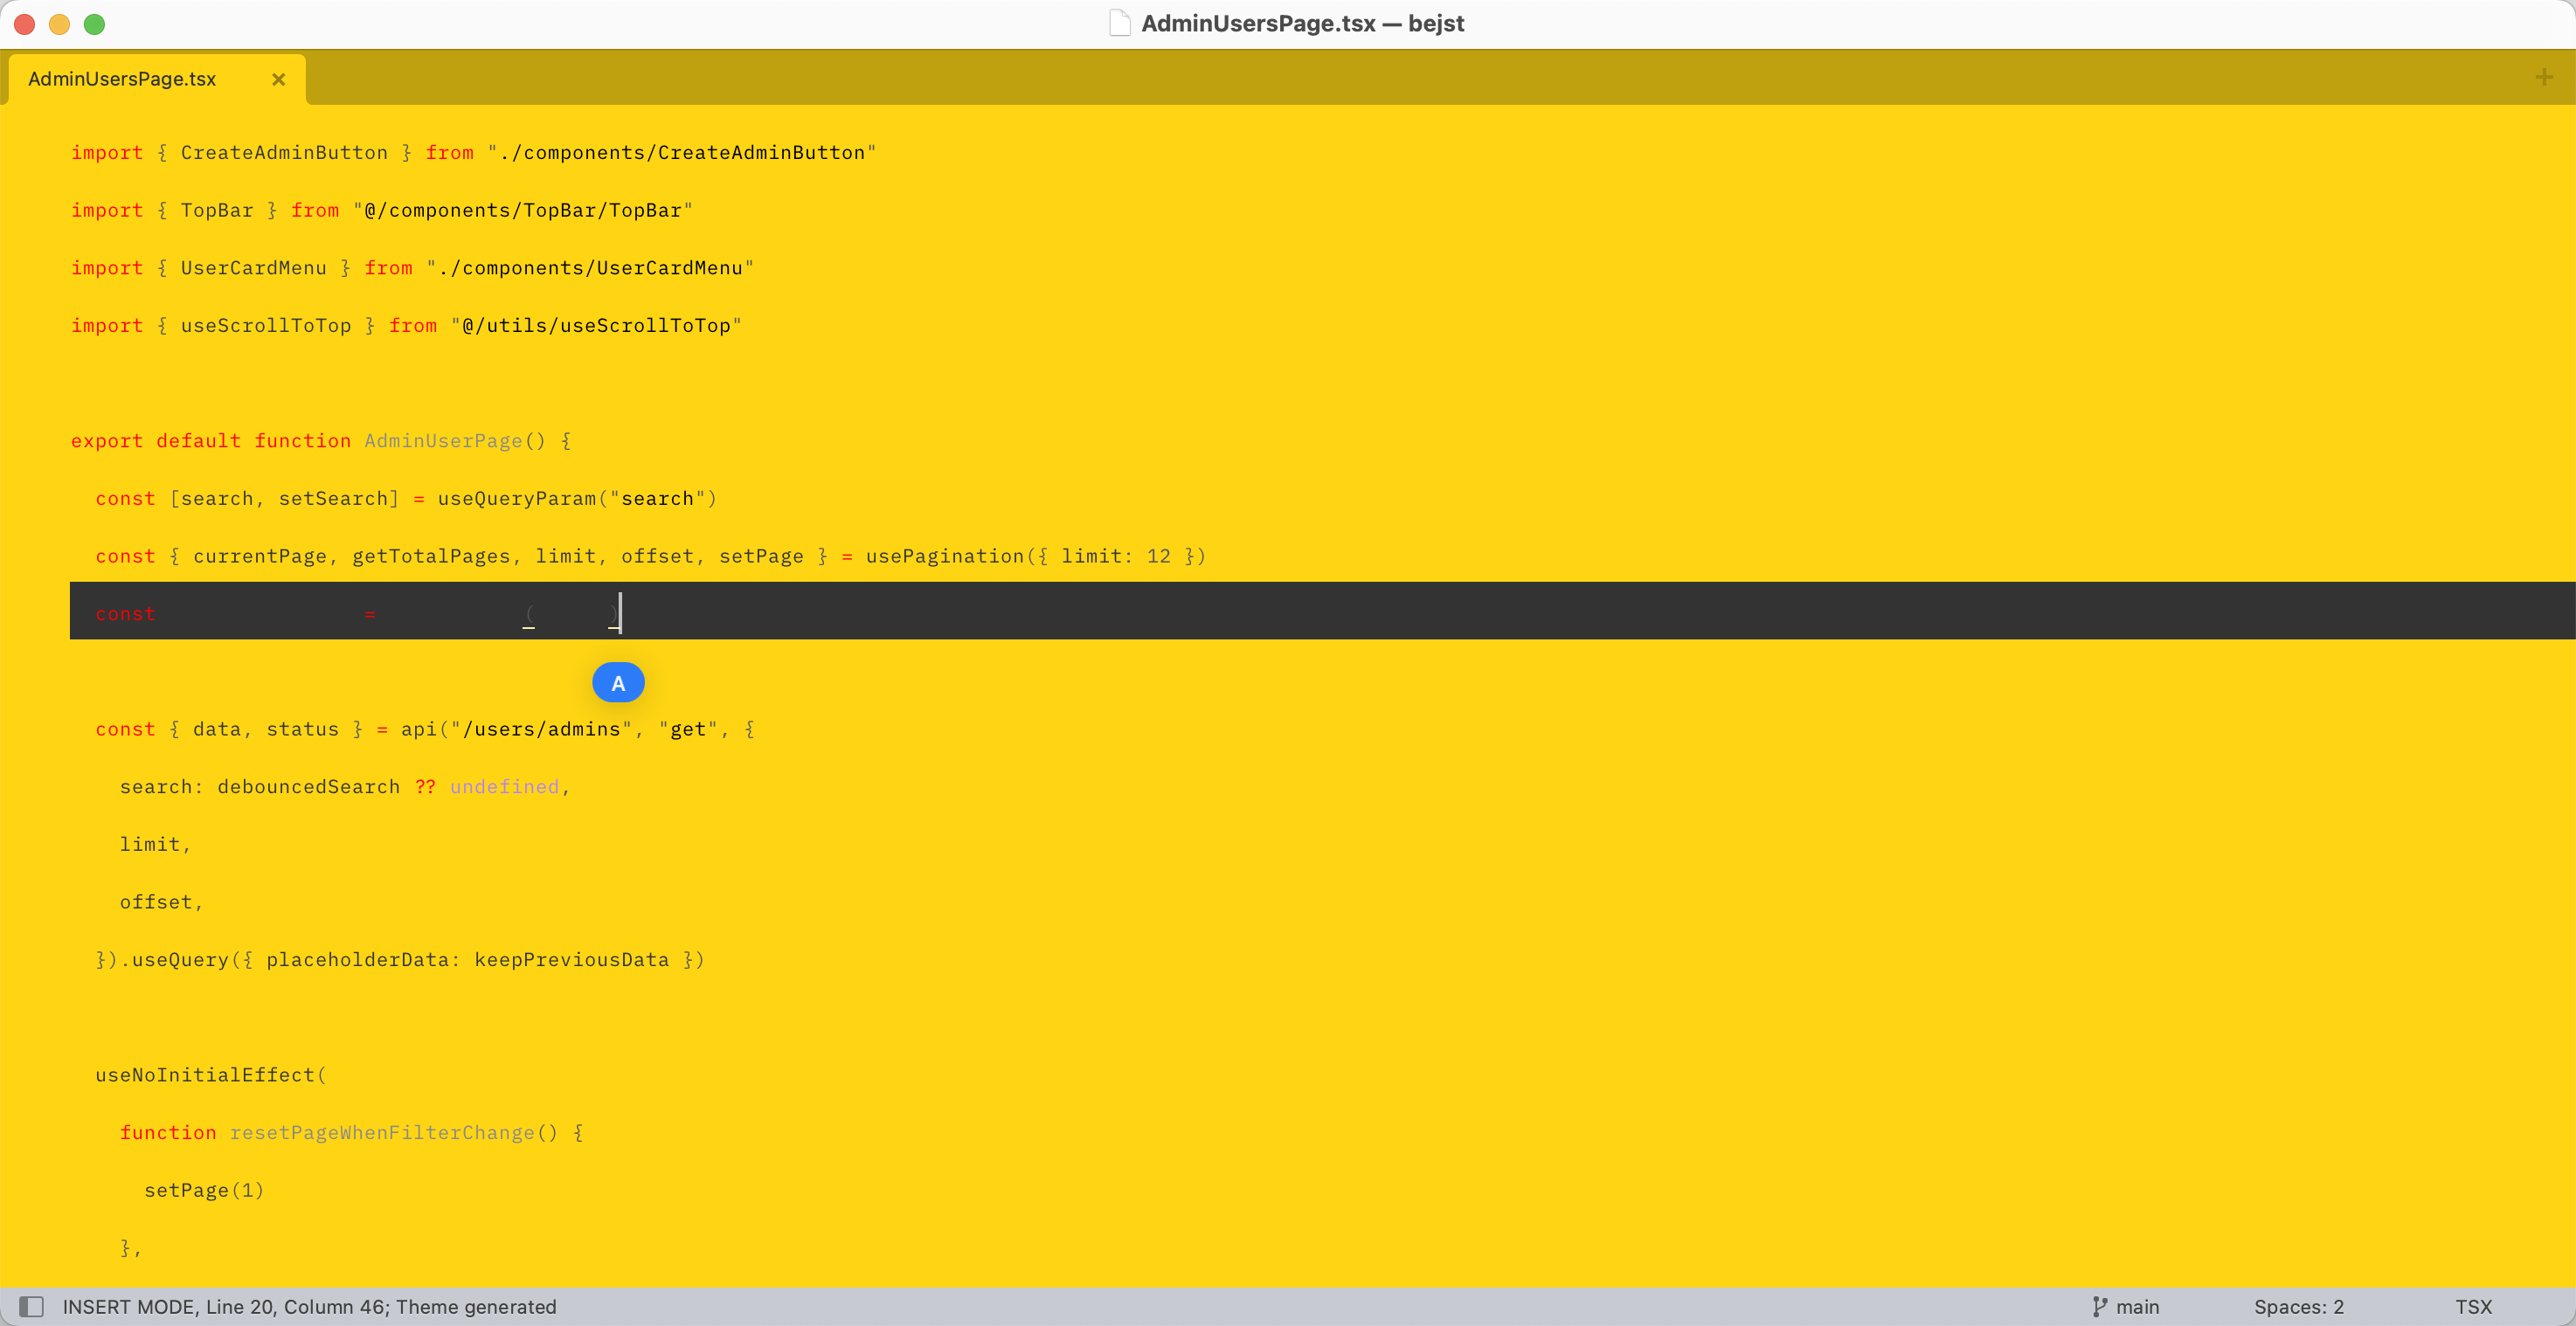 AdminUsersPage.tsx — bejst
AdminUsersPage.tsx
import { CreateAdminButton } from "./components/CreateAdminButton"
import { TopBar } from "@/components/TopBar/TopBar"
import { UserCardMenu } from "./components/UserCardMenu"
import { useScrollToTop } from "@/utils/useScrollToTop"
export default function AdminUserPage() {
const [search, setSearch] = useQueryParam("search")
const { currentPage, getTotalPages, limit, offset, setPage } = usePagination({ limit: 12 })
const = ( )
A
const { data, status } = api("/users/admins", "get", {
search: debouncedSearch ?? undefined,
limit,
offset,
}).useQuery({ placeholderData: keepPreviousData })
useNoInitialEffect(
function resetPageWhenFilterChange() {
setPage(1)
},
INSERT MODE, Line 20, Column 46; Theme generated
main
Spaces: 2
TSX